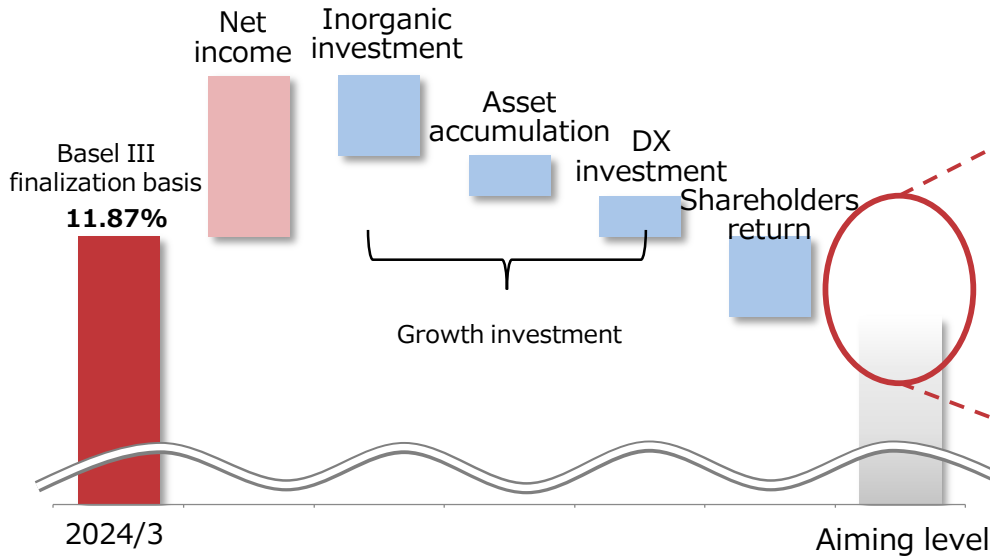 Net
income
Inorganic
investment
Asset
accumulation
DX
investment
Shareholders
return
Basel III
finalization basis
11.87%
Growth investment
2024/3
Aiming level